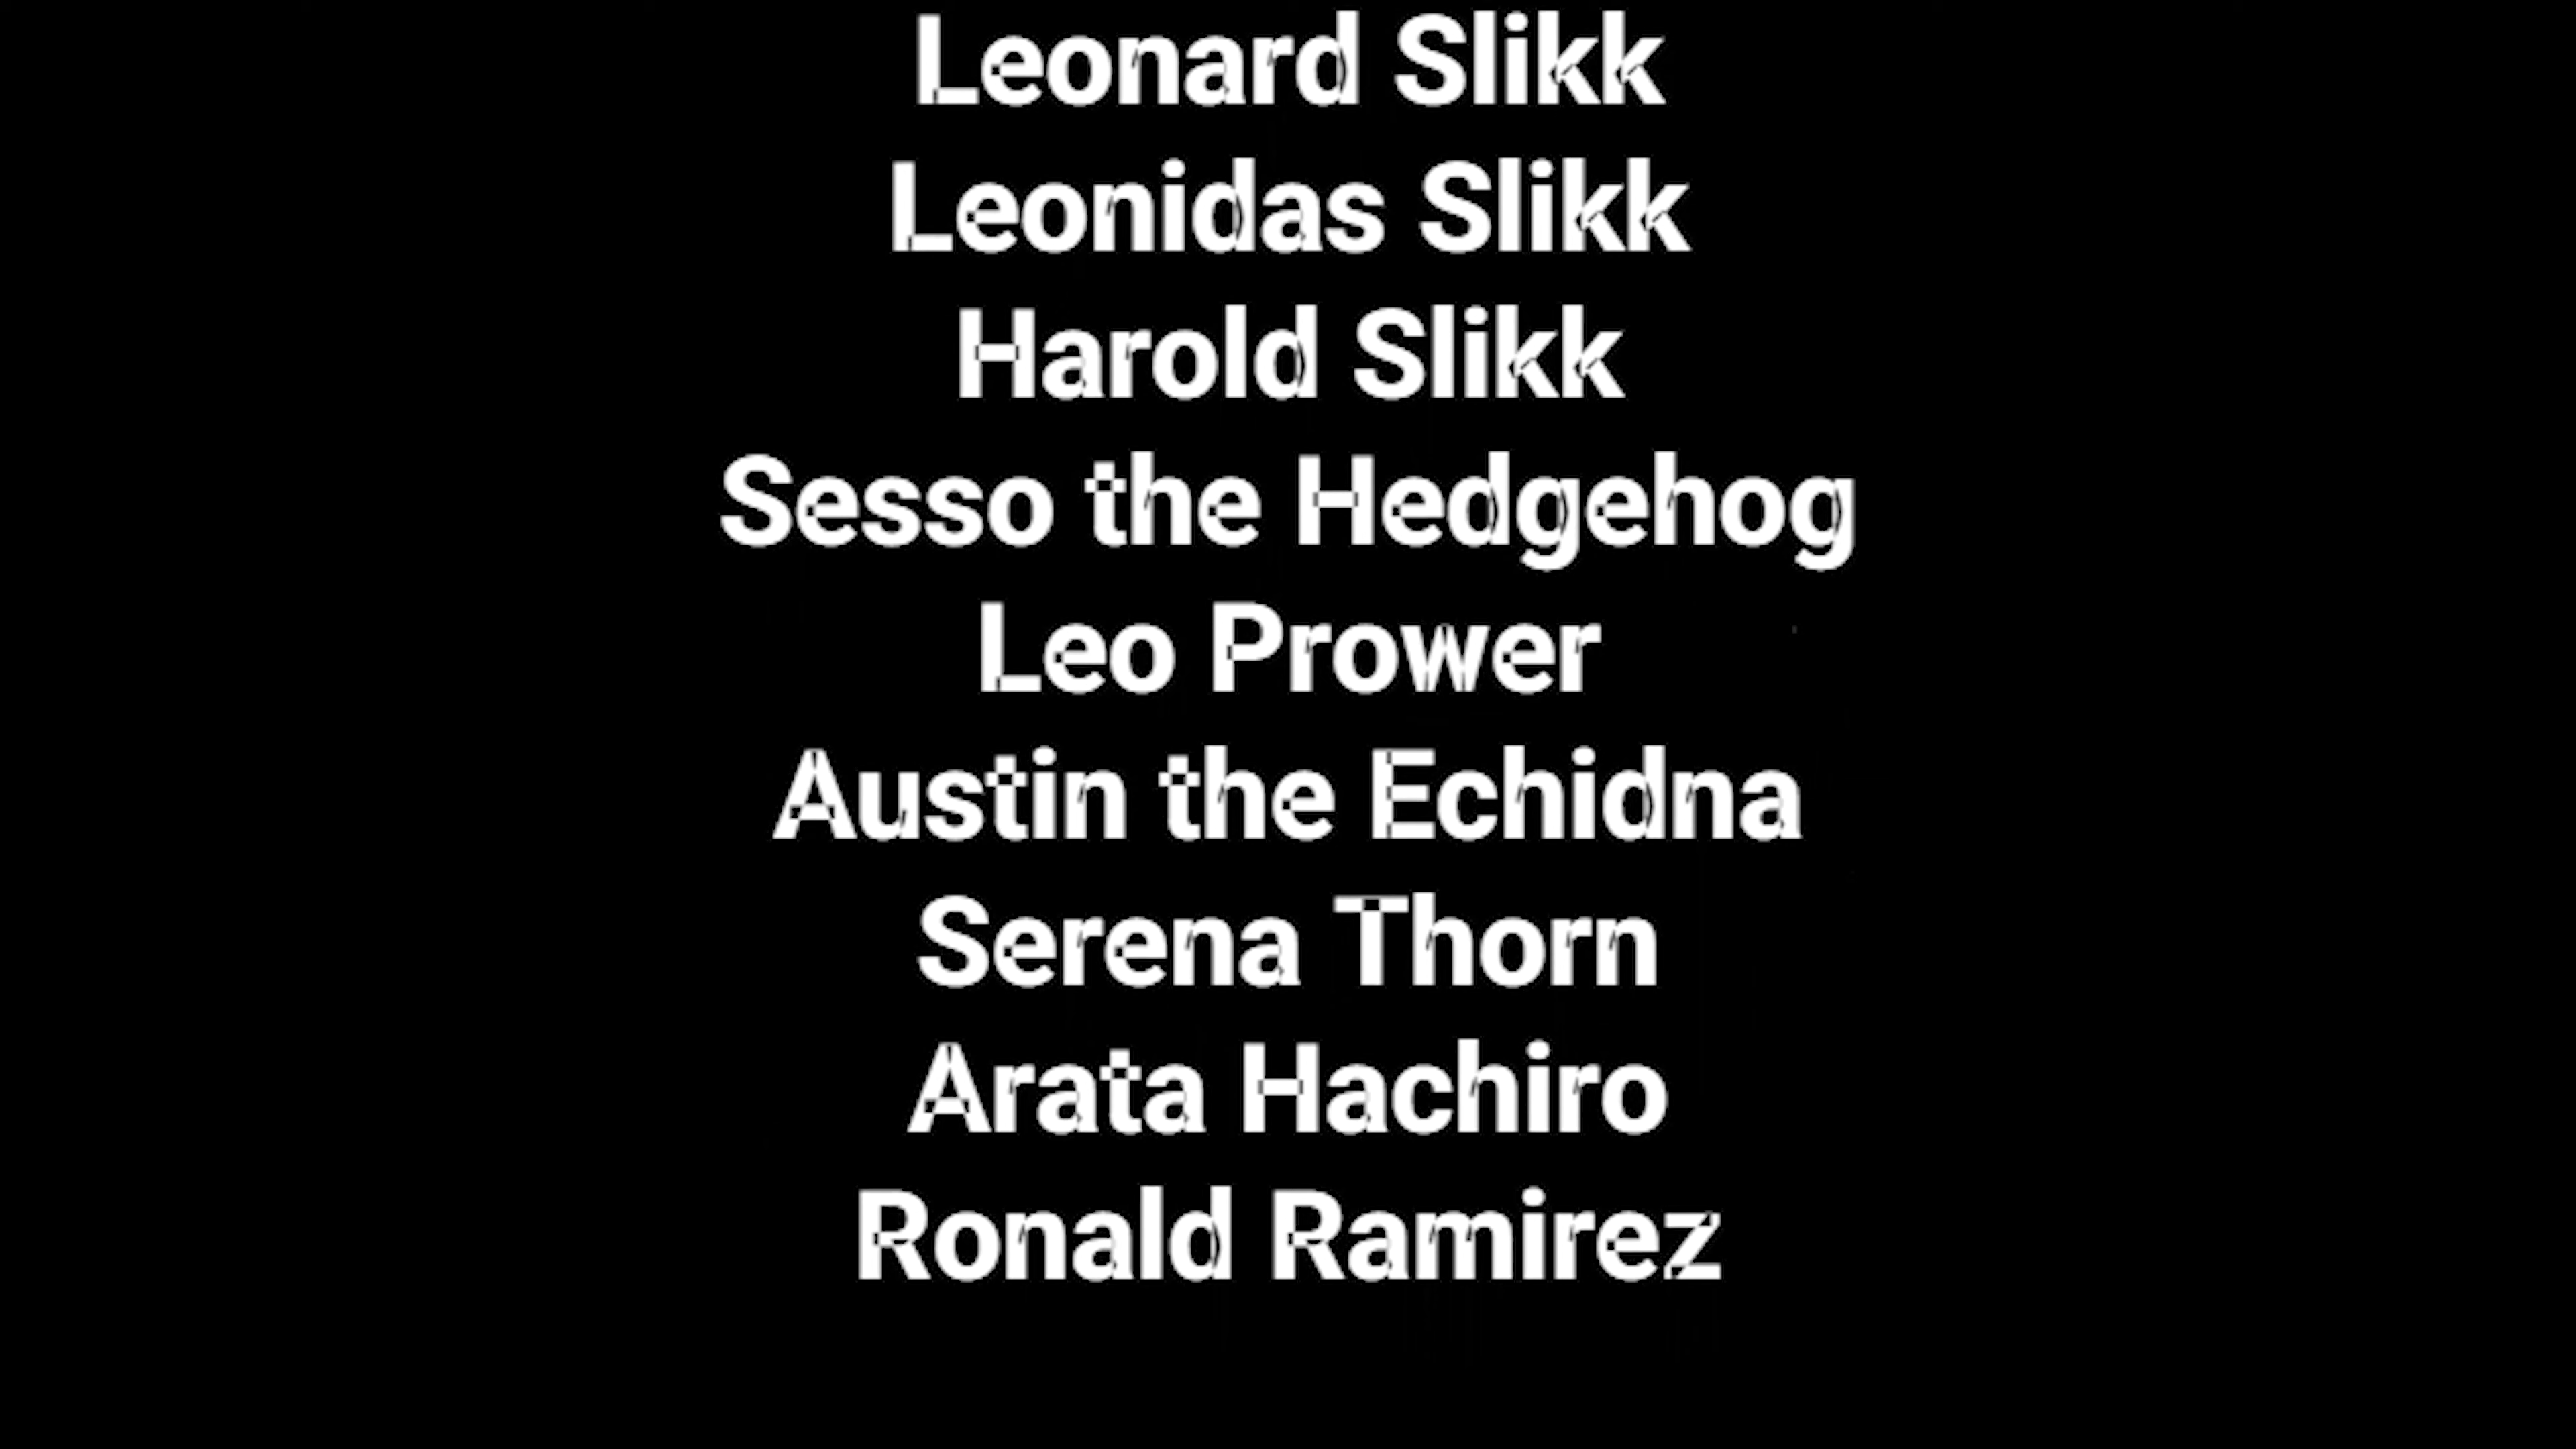 Leonard Slikk
Leonidas Slikk
Harold Slikk
Sesso the Hedgehog
Leo Prower
Austin the Echidna
Serena Thorn
Arata Hachiro
Ronald Ramirez